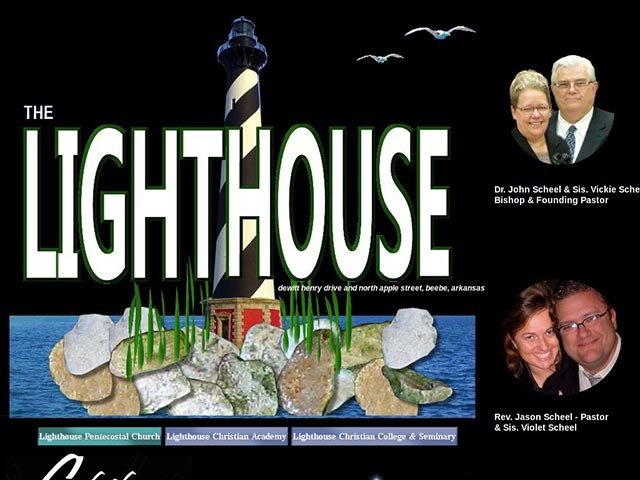 THE
LIGHTHOUSE
dewitt henry drive and north apple street, beebe, arkansas
Dr. John Scheel & Sis. Vickie Sche
Bishop & Founding Pastor
Rev. Jason Scheel - Pastor
& Sis. Violet Scheel
Lighthouse Pentecostal Church
Lighthouse Christian Academy
Lighthouse Christian College & Seminary